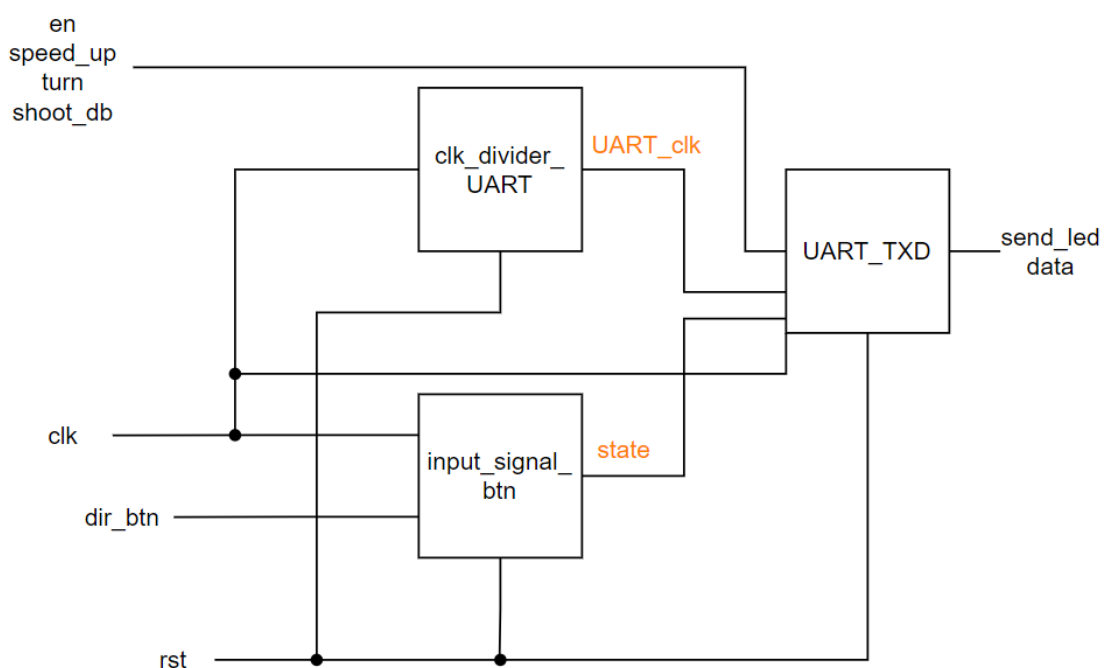 en
speed_up
turn
shoot_db
clk_divider_
UART
UART_clk
UART_TXD
send_led
data
clk
input_signal_
btn
state
dir_btn
rst